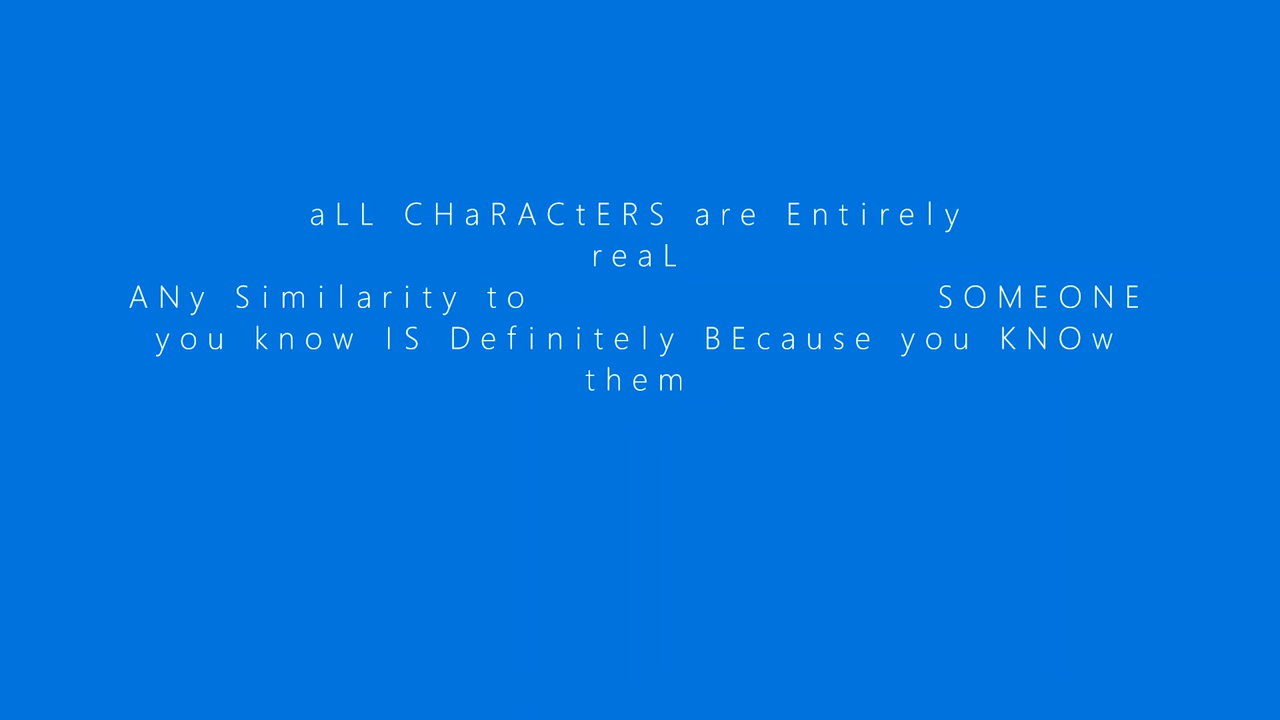 aLL CHaRACtERS are Entirely
reaL
ANy Similarity to SOMEONE
you know IS Definitely BEcause you KNOw
them